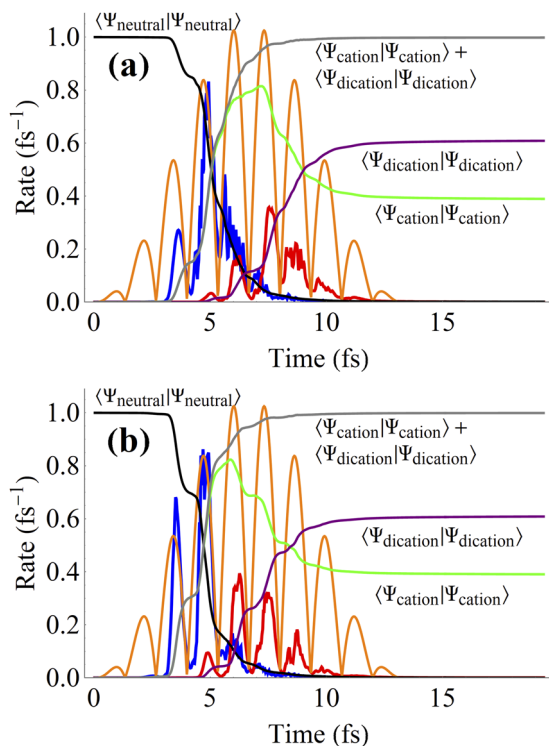 ⟨Ψneutral|Ψneutral⟩
(a)
⟨Ψcation|Ψcation⟩ +
⟨Ψdication|Ψdication⟩
⟨Ψdication|Ψdication⟩
⟨Ψcation|Ψcation⟩
Rate (fs⁻¹)
1.0
0.8
0.6
0.4
0.2
0.0
0 5 10 15
Time (fs)
⟨Ψneutral|Ψneutral⟩
(b)
⟨Ψcation|Ψcation⟩ +
⟨Ψdication|Ψdication⟩
⟨Ψdication|Ψdication⟩
⟨Ψcation|Ψcation⟩
Rate (fs⁻¹)
1.0
0.8
0.6
0.4
0.2
0.0
0 5 10 15
Time (fs)